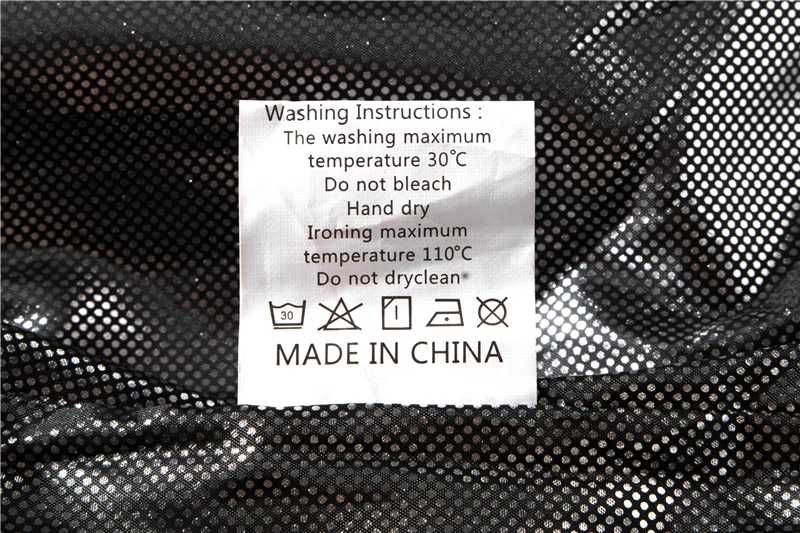 Washing Instructions :
The washing maximum
temperature 30°C
Do not bleach
Hand dry
Ironing maximum
temperature 110°C
Do not dryclean
30
MADE IN CHINA